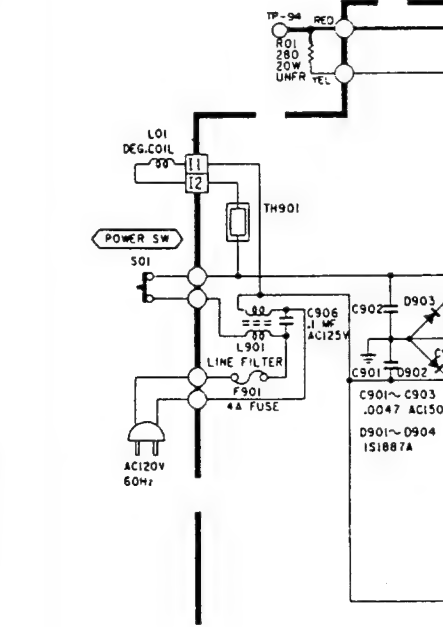 TP-94
RED
R01
280
20W
UNFR
YEL
L01
DEG.COIL
I1
I2
TH901
POWER SW
S01
C902
D903
C906
.1 MF
AC125V
L901
LINE FILTER
C901
D902
F901
4A FUSE
C901~C903
.0047 AC150
D901~D904
1S1887A
AC120V
60Hz